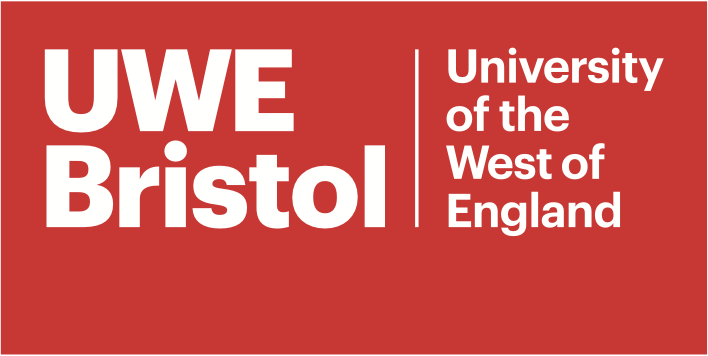 UWE
Bristol
University
of the
West of
England